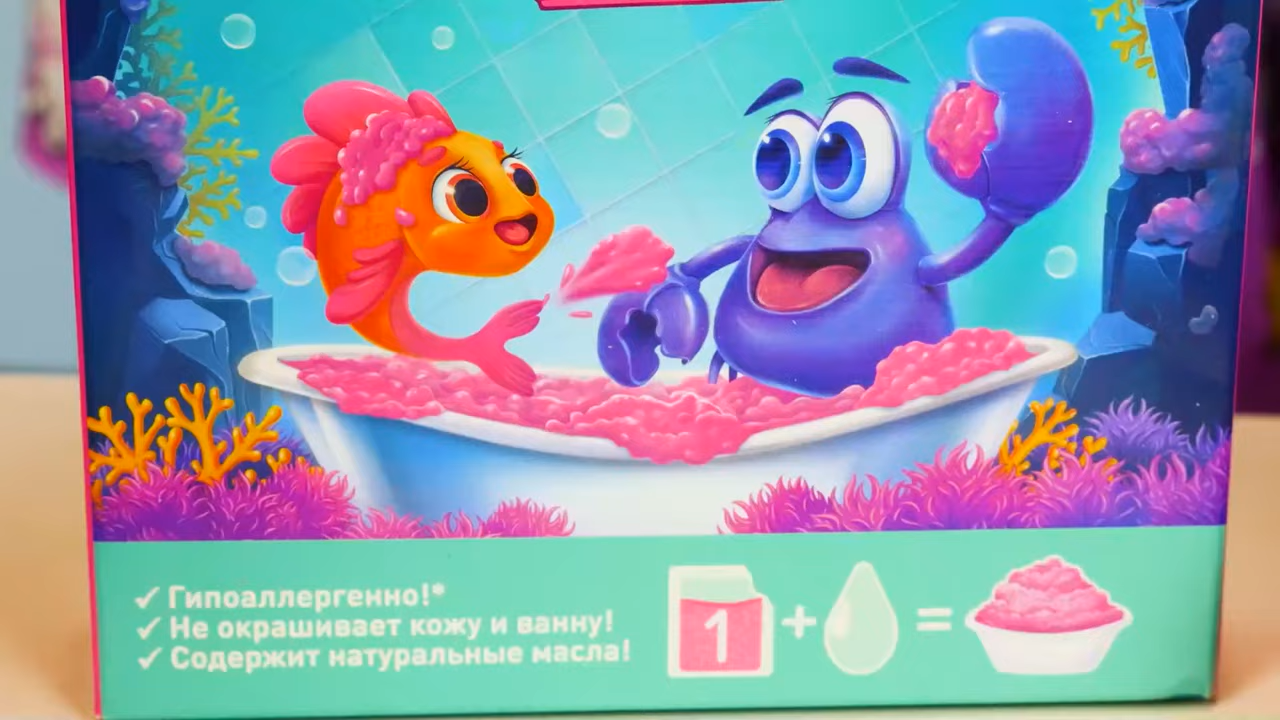 ✓ Гипоаллергенно!*
✓ Не окрашивает кожу и ванну!
✓ Содержит натуральные масла!
1 + =